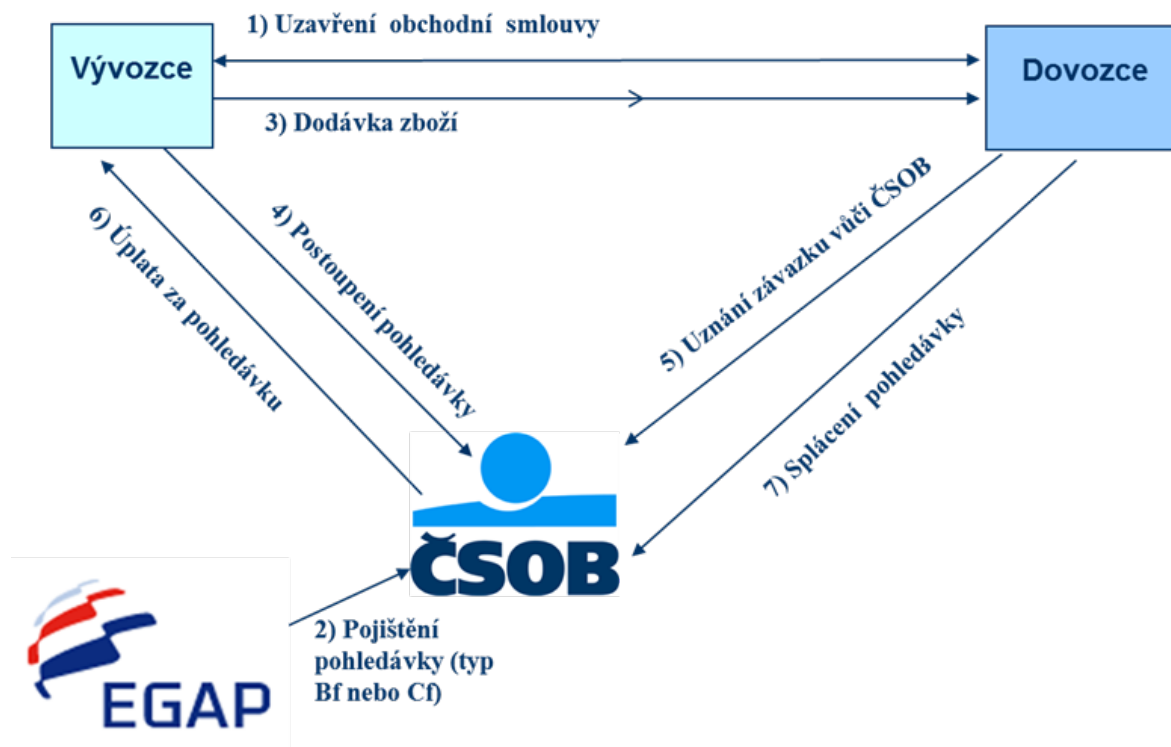 1) Uzavření obchodní smlouvy
Vývozce
Dovozce
3) Dodávka zboží
4) Postoupení pohledávky
5) Uznání závazku vůči ČSOB
6) Úplata za pohledávku
7) Splácení pohledávky
ČSOB
2) Pojištění
pohledávky (typ
Bf nebo Cf)
EGAP